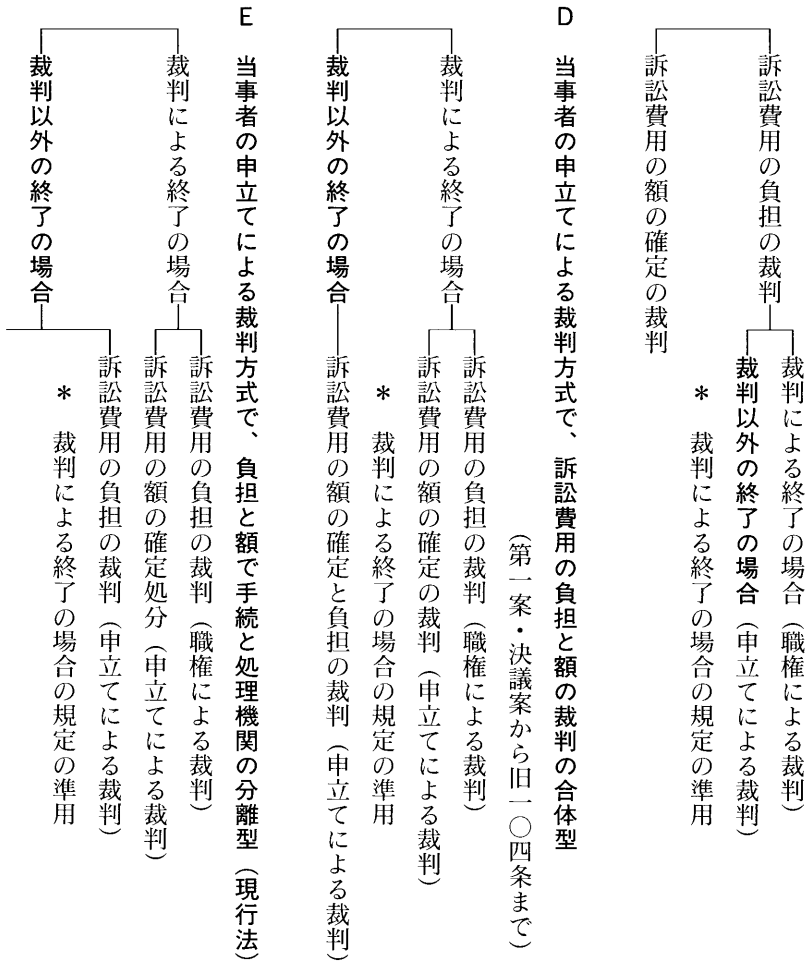 裁判による終了の場合（職権による裁判）
訴訟費用の負担の裁判
裁判以外の終了の場合（申立てによる裁判）
＊　裁判による終了の場合の規定の準用
訴訟費用の額の確定の裁判
D　当事者の申立てによる裁判方式で、訴訟費用の負担と額の裁判の合体型
（第一案・決議案から旧一〇四条まで）
訴訟費用の負担の裁判（職権による裁判）
裁判による終了の場合
訴訟費用の額の確定の裁判（申立てによる裁判）
＊　裁判による終了の場合の規定の準用
裁判以外の終了の場合
訴訟費用の額の確定と負担の裁判（申立てによる裁判）
E　当事者の申立てによる裁判方式で、負担と額で手続と処理機関の分離型（現行法）
訴訟費用の負担の裁判（職権による裁判）
裁判による終了の場合
訴訟費用の額の確定処分（申立てによる裁判）
訴訟費用の負担の裁判（申立てによる裁判）
＊　裁判による終了の場合の規定の準用
裁判以外の終了の場合